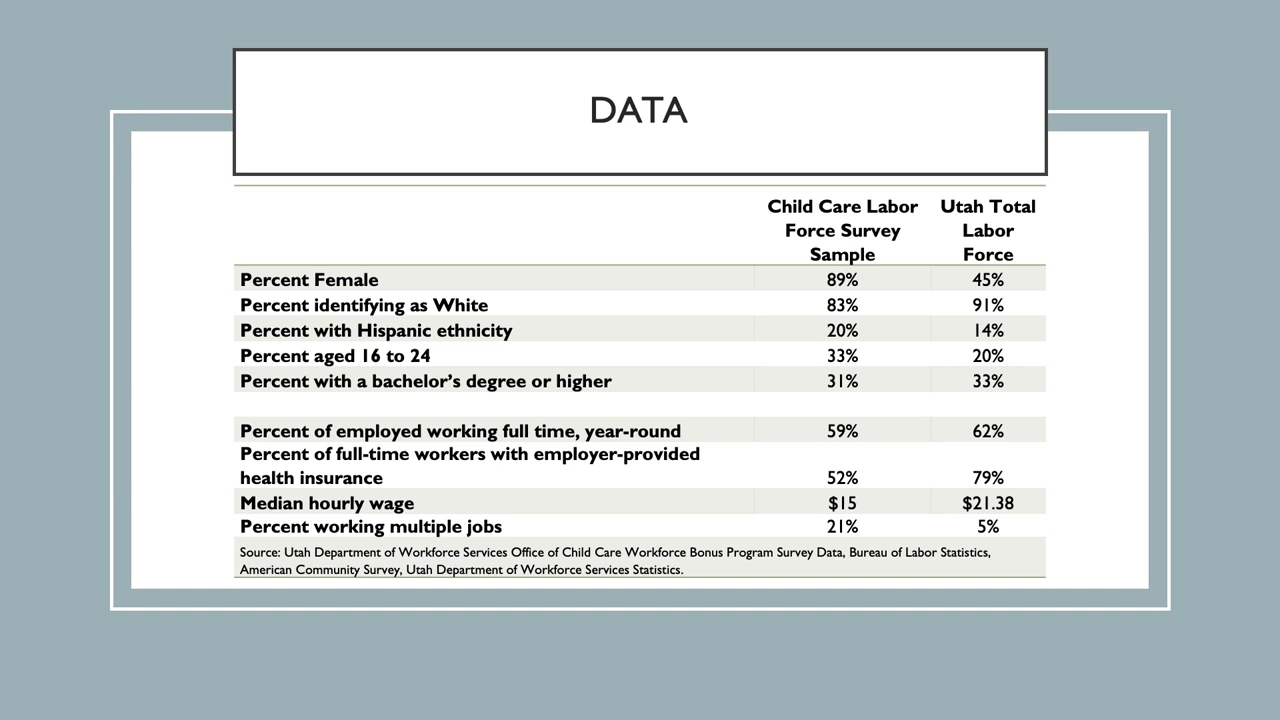 DATA
Child Care Labor Force Survey Sample Utah Total Labor Force
Percent Female 89% 45%
Percent identifying as White 83% 91%
Percent with Hispanic ethnicity 20% 14%
Percent aged 16 to 24 33% 20%
Percent with a bachelor’s degree or higher 31% 33%
Percent of employed working full time, year-round 59% 62%
Percent of full-time workers with employer-provided
health insurance 52% 79%
Median hourly wage $15 $21.38
Percent working multiple jobs 21% 5%
Source: Utah Department of Workforce Services Office of Child Care Workforce Bonus Program Survey Data, Bureau of Labor Statistics,
American Community Survey, Utah Department of Workforce Services Statistics.